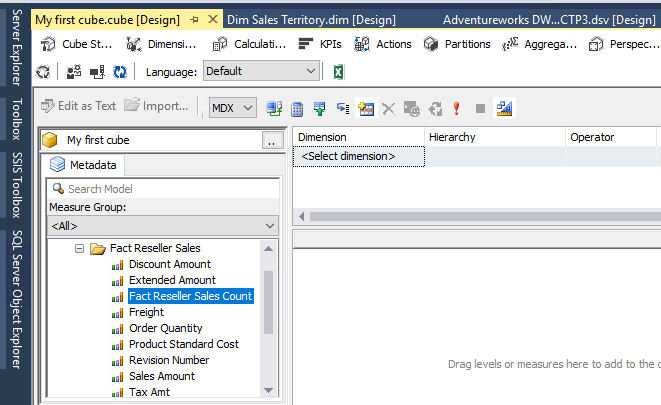 My first cube.cube [Design]
Dim Sales Territory.dim [Design]
Adventureworks DW...CTP3.dsv [Design]
Cube St...
Dimensi...
Calculati...
KPIs
Actions
Partitions
Aggrega...
Perspec...
Language:
Default
Edit as Text
Import...
MDX
My first cube
..
Metadata
Search Model
Measure Group:
<All>
Fact Reseller Sales
Discount Amount
Extended Amount
Fact Reseller Sales Count
Freight
Order Quantity
Product Standard Cost
Revision Number
Sales Amount
Tax Amt
Dimension
Hierarchy
Operator
<Select dimension>
Drag levels or measures here to add to the
Server Explorer
Toolbox
SSIS Toolbox
SQL Server Object Explorer